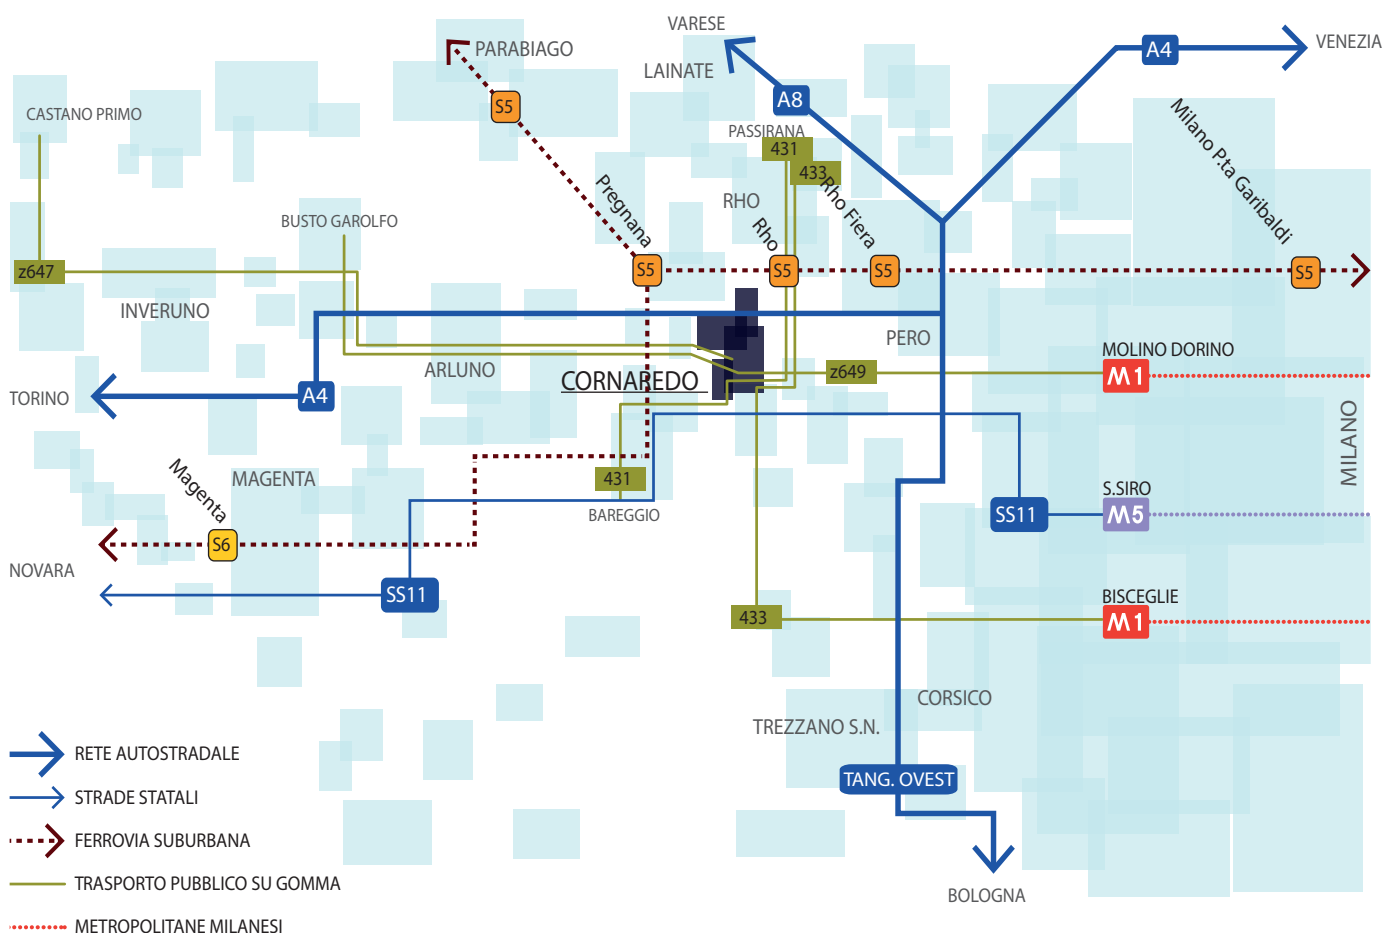 VARESE
VENEZIA
A4
PARABIAGO
LAINATE
A8
S5
CASTANO PRIMO
Milano P.ta Garibaldi
PASSIRANA
431
433
Pregnana
Rho Fiera
RHO
Rho
BUSTO GAROLFO
z647
S5
S5
S5
S5
INVERUNO
PERO
MOLINO DORINO
ARLUNO
z649
M1
CORNAREDO
TORINO
A4
MILANO
Magenta
MAGENTA
431
S.SIRO
BAREGGIO
SS11
M5
S6
NOVARA
SS11
BISCEGLIE
433
M1
CORSICO
TREZZANO S.N.
RETE AUTOSTRADALE
TANG. OVEST
STRADE STATALI
FERROVIA SUBURBANA
TRASPORTO PUBBLICO SU GOMMA
BOLOGNA
METROPOLITANE MILANESI